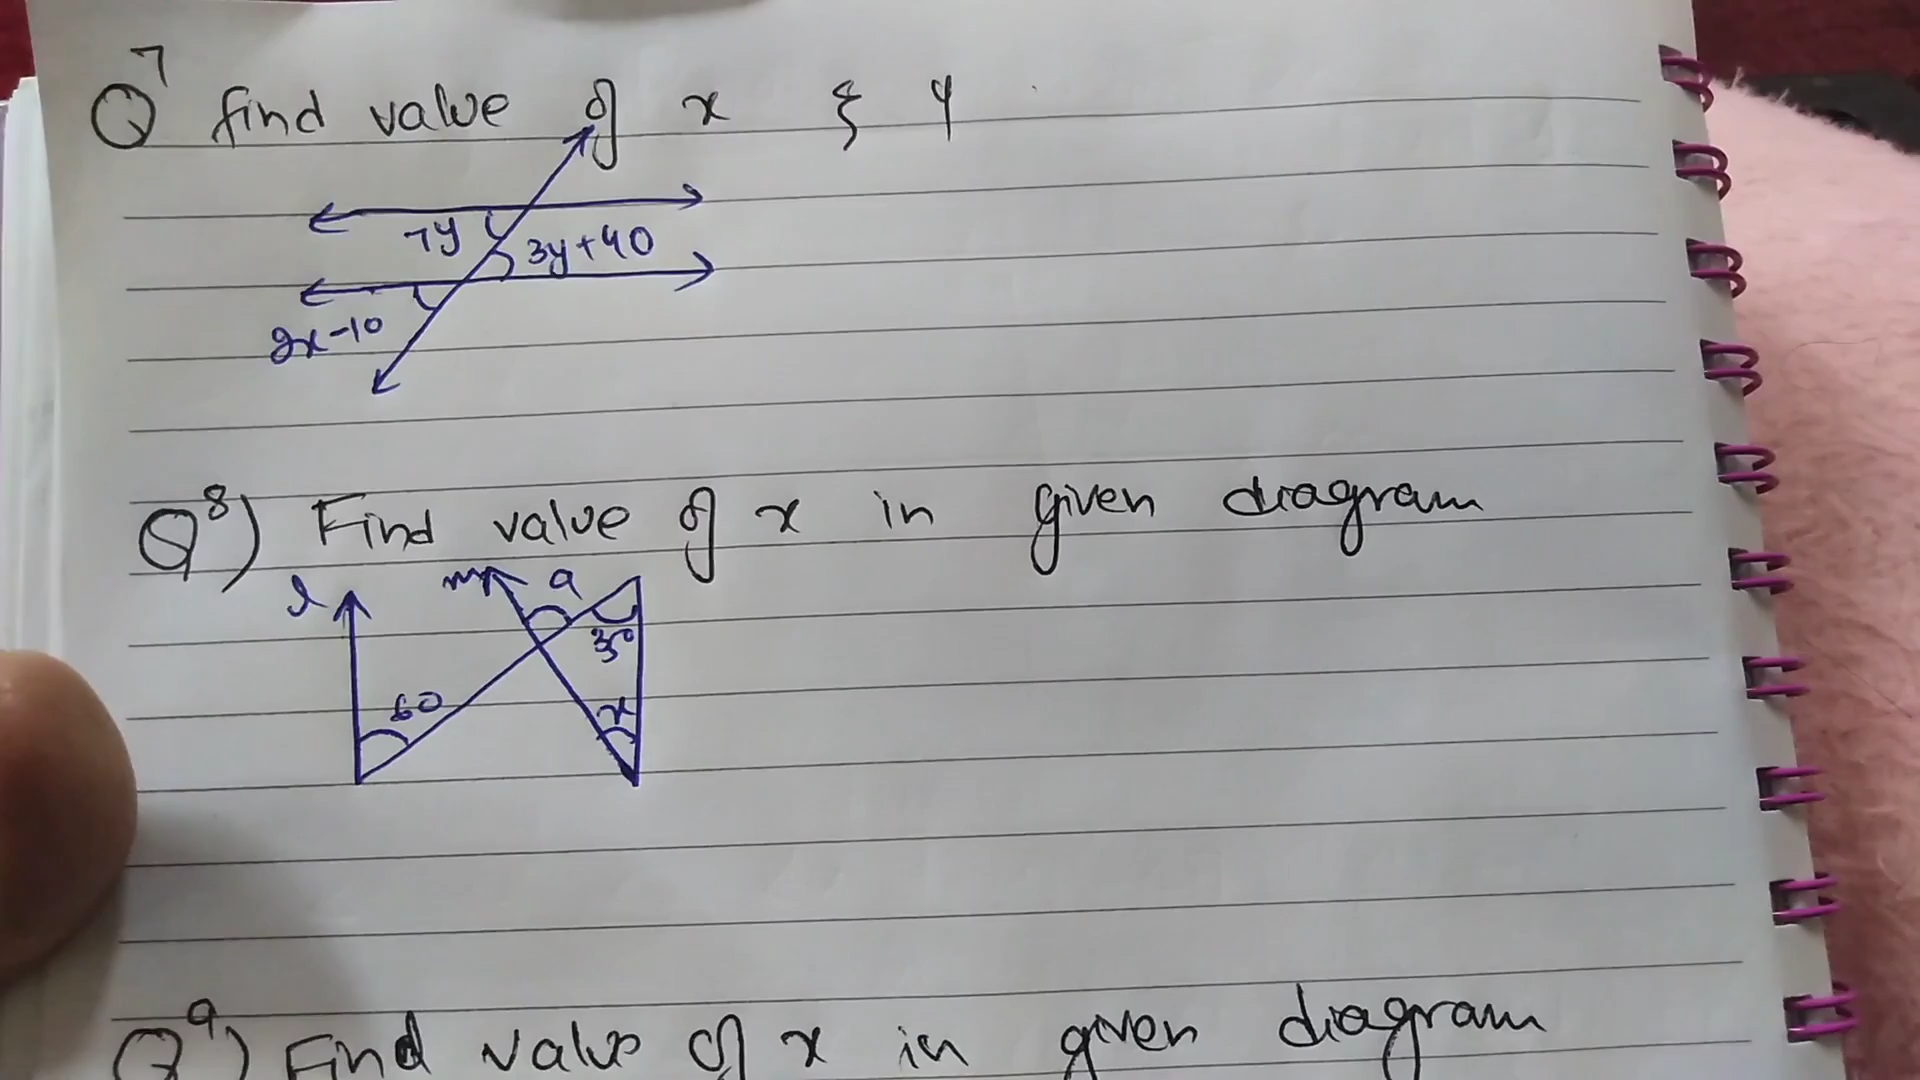 Q7 find value of x & y
7y
3y+40
2x-10
Q8) Find value of x in given diagram
l m a
35°
60 x
Q9) Find value of x in given diagram